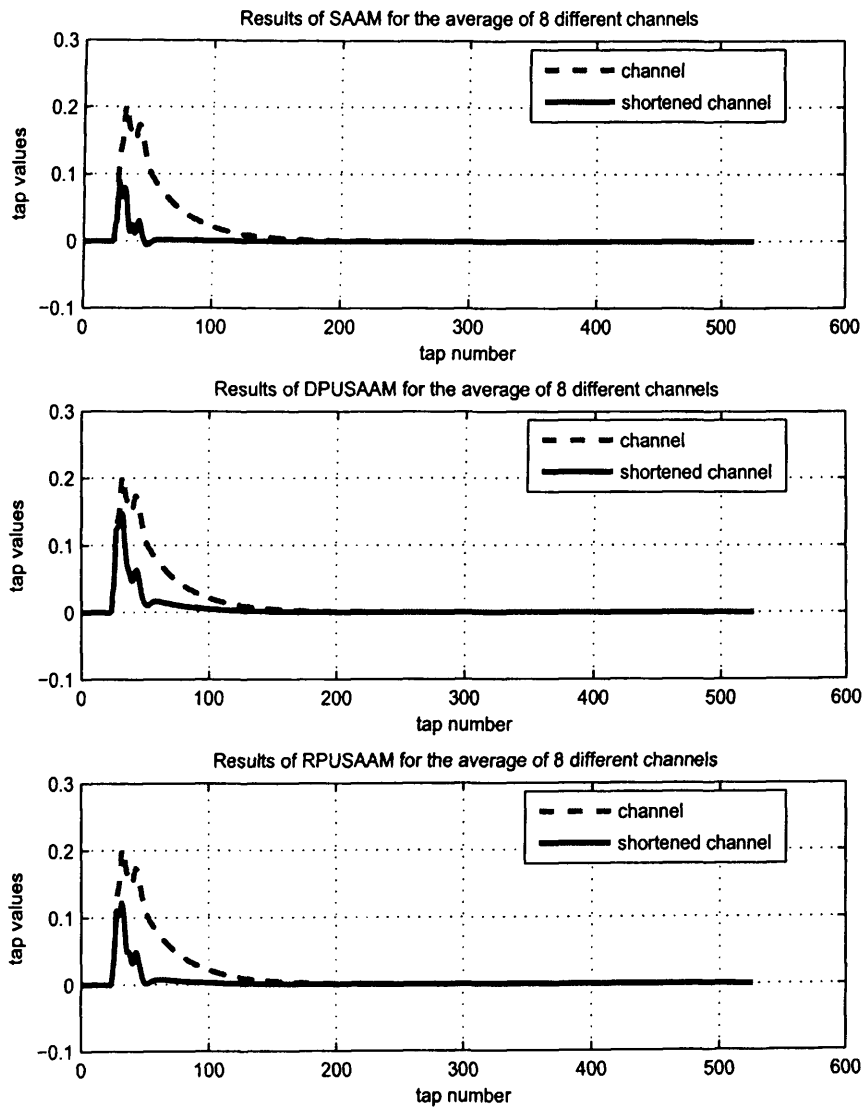 Results of SAAM for the average of 8 different channels
0.3
0.2
0.1
0
−0.1
tap values
channel
shortened channel
0
100
200
300
400
500
600
tap number
Results of DPUSAAM for the average of 8 different channels
0.3
0.2
0.1
0
−0.1
tap values
channel
shortened channel
0
100
200
300
400
500
600
tap number
Results of RPUSAAM for the average of 8 different channels
0.3
0.2
0.1
0
−0.1
tap values
channel
shortened channel
0
100
200
300
400
500
600
tap number